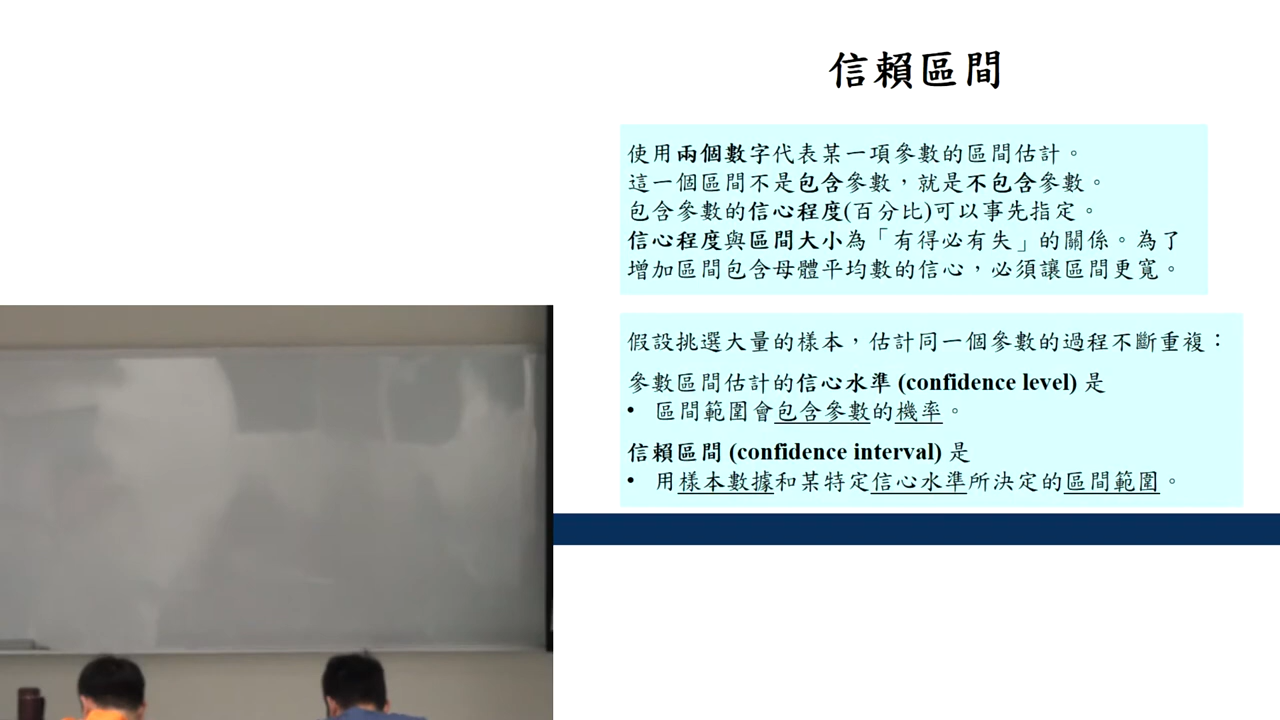 信賴區間
使用兩個數字代表某一項參數的區間估計。
這一個區間不是包含參數，就是不包含參數。
包含參數的信心程度(百分比)可以事先指定。
信心程度與區間大小為「有得必有失」的關係。為了
增加區間包含母體平均數的信心，必須讓區間更寬。
假設挑選大量的樣本，估計同一個參數的過程不斷重複：
參數區間估計的信心水準 (confidence level) 是
• 區間範圍會包含參數的機率。
信賴區間 (confidence interval) 是
• 用樣本數據和某特定信心水準所決定的區間範圍。